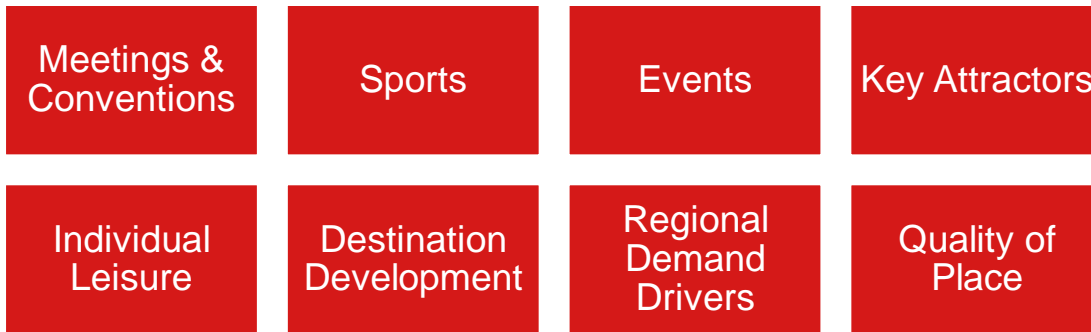 Meetings &
Conventions
Sports
Events
Key Attractors
Individual
Leisure
Destination
Development
Regional
Demand
Drivers
Quality of
Place